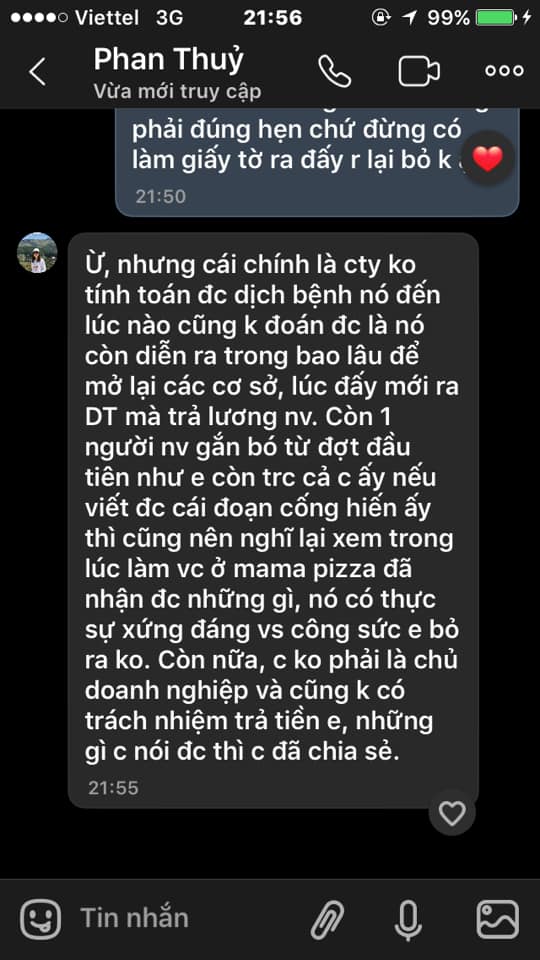 Viettel 3G 21:56 99%
Phan Thuỷ
Vừa mới truy cập
phải đúng hẹn chứ đừng có
làm giấy tờ ra đấy r lại bỏ k
21:50
Ừ, nhưng cái chính là cty ko
tính toán đc dịch bệnh nó đến
lúc nào cũng k đoán đc là nó
còn diễn ra trong bao lâu để
mở lại các cơ sở, lúc đấy mới ra
DT mà trả lương nv. Còn 1
người nv gắn bó từ đợt đầu
tiên như e còn trc cả c ấy nếu
viết đc cái đoạn cống hiến ấy
thì cũng nên nghĩ lại xem trong
lúc làm vc ở mama pizza đã
nhận đc những gì, nó có thực
sự xứng đáng vs công sức e bỏ
ra ko. Còn nữa, c ko phải là chủ
doanh nghiệp và cũng k có
trách nhiệm trả tiền e, những
gì c nói đc thì c đã chia sẻ.
21:55
Tin nhắn